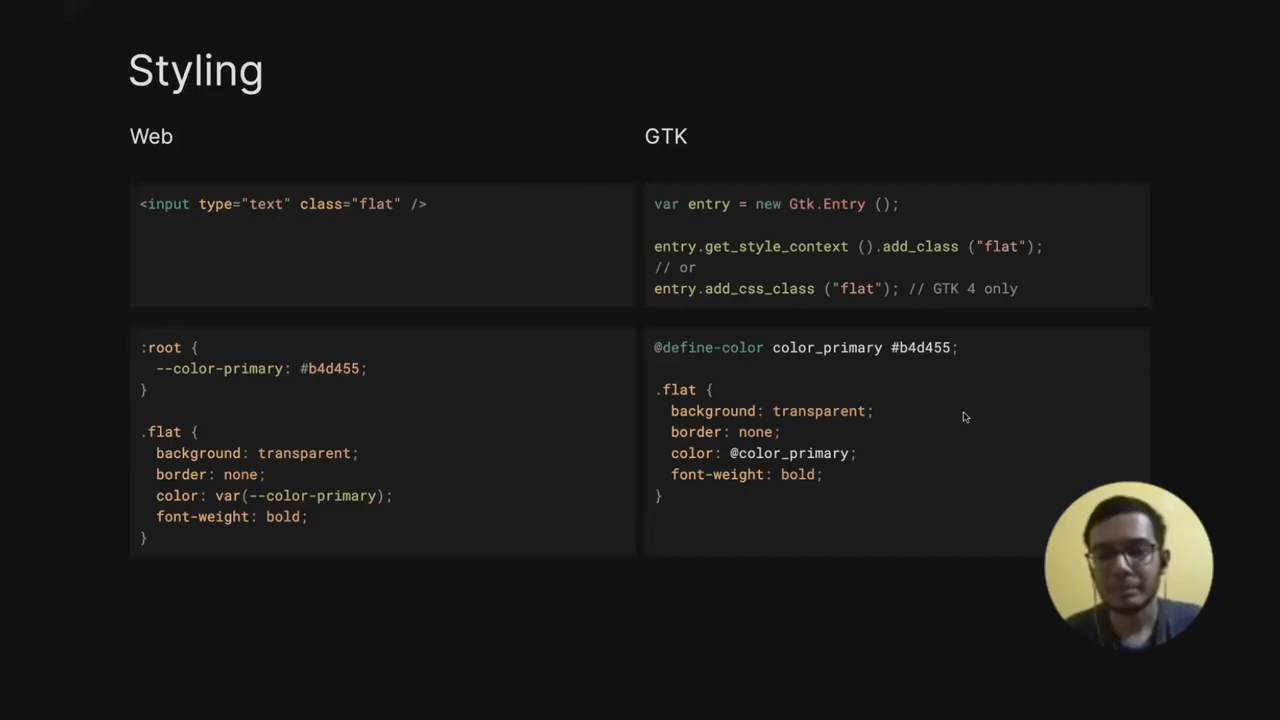 Styling
Web
<input type="text" class="flat" />
:root {
  --color-primary: #b4d455;
}
.flat {
  background: transparent;
  border: none;
  color: var(--color-primary);
  font-weight: bold;
}
GTK
var entry = new Gtk.Entry ();
entry.get_style_context ().add_class ("flat");
// or
entry.add_css_class ("flat"); // GTK 4 only
@define-color color_primary #b4d455;
.flat {
  background: transparent;
  border: none;
  color: @color_primary;
  font-weight: bold;
}